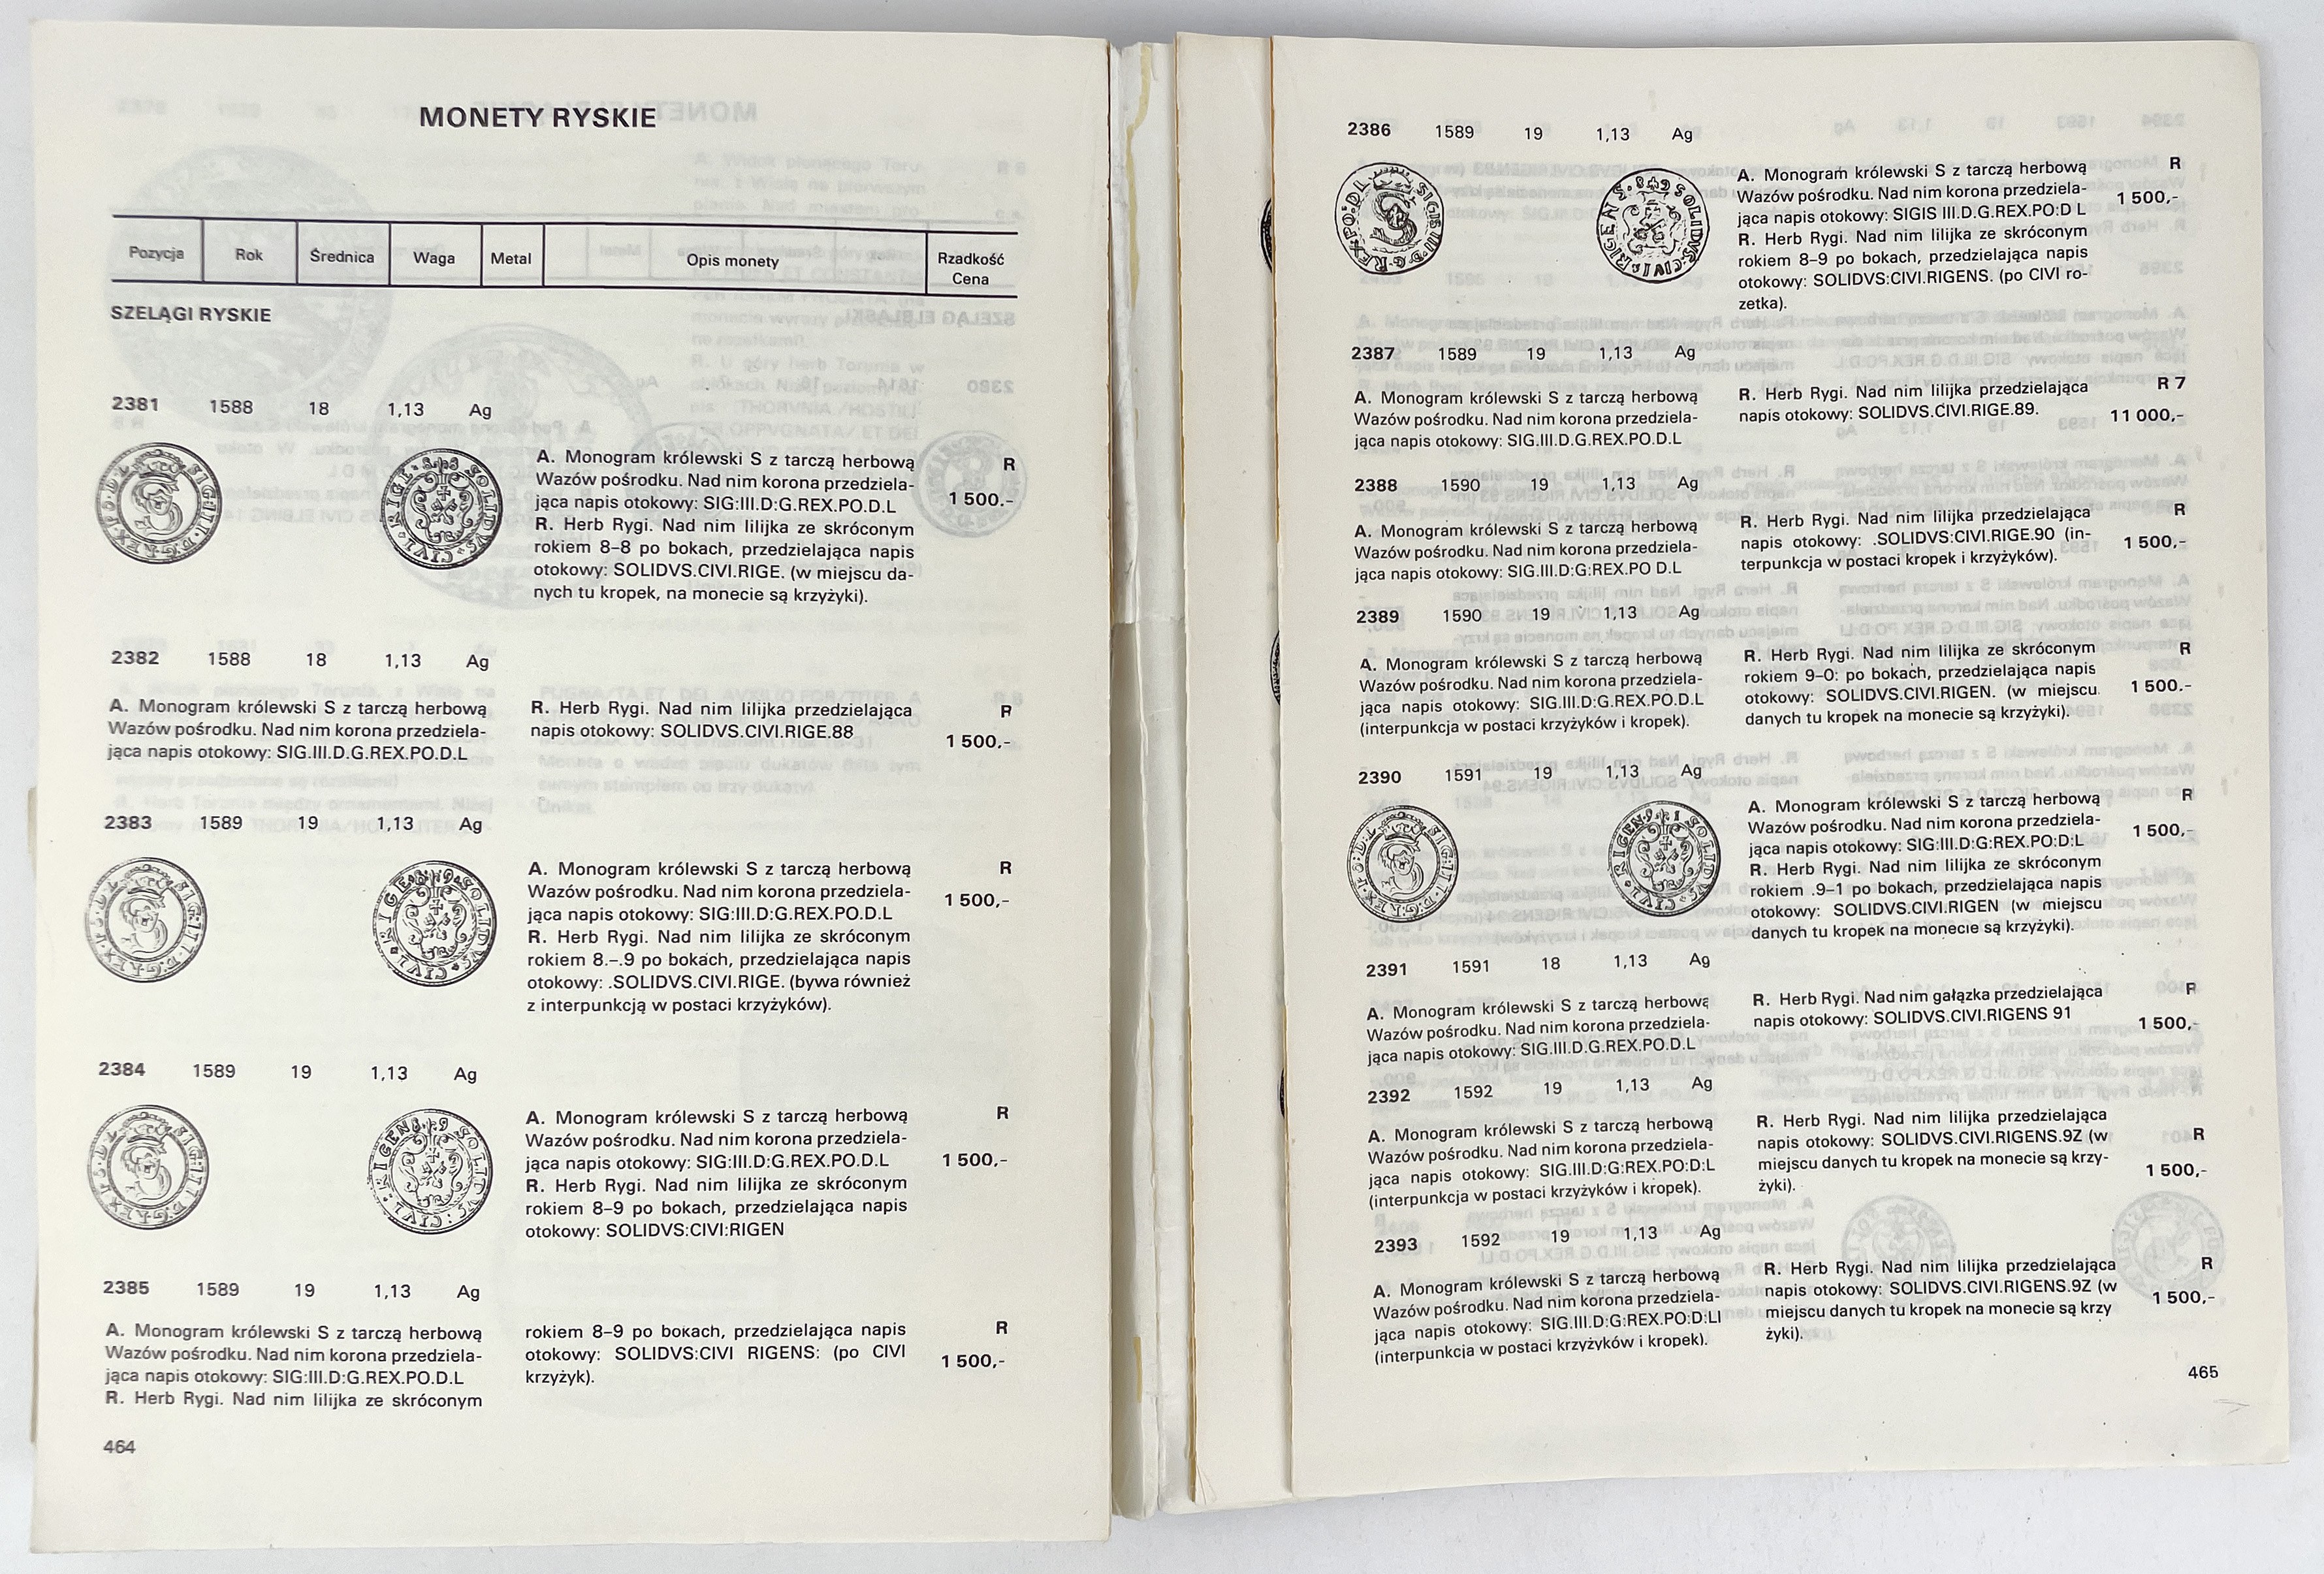 MONETY RYSKIE
Pozycja Rok Średnica Waga Metal Opis monety Rzadkość
Cena
SZELĄGI RYSKIE
2381 1588 18 1,13 Ag
A. Monogram królewski S z tarczą herbową
Wazów pośrodku. Nad nim korona przedziela-
jąca napis otokowy: SIG:III.D:G.REX.PO.D.L
R. Herb Rygi. Nad nim lilijka ze skróconym
rokiem 8–8 po bokach, przedzielająca napis
otokowy: SOLIDVS.CIVI.RIGE. (w miejscu da-
nych tu kropek, na monecie są krzyżyki).
R
1 500.-
2382 1588 18 1,13 Ag
A. Monogram królewski S z tarczą herbową
Wazów pośrodku. Nad nim korona przedziela-
jąca napis otokowy: SIG.III.D.G.REX.PO.D.L
R. Herb Rygi. Nad nim lilijka przedzielająca
napis otokowy: SOLIDVS.CIVI.RIGE.88
R
1 500,-
2383 1589 19 1,13 Ag
A. Monogram królewski S z tarczą herbową
Wazów pośrodku. Nad nim korona przedziela-
jąca napis otokowy: SIG:III.D:G.REX.PO.D.L
R. Herb Rygi. Nad nim lilijka ze skróconym
rokiem 8.–.9 po bokach, przedzielająca napis
otokowy: .SOLIDVS.CIVI.RIGE. (bywa również
z interpunkcją w postaci krzyżyków).
R
1 500,-
2384 1589 19 1,13 Ag
A. Monogram królewski S z tarczą herbową
Wazów pośrodku. Nad nim korona przedziela-
jąca napis otokowy: SIG:III.D:G.REX.PO.D.L
R. Herb Rygi. Nad nim lilijka ze skróconym
rokiem 8–9 po bokach, przedzielająca napis
otokowy: SOLIDVS:CIVI:RIGEN
R
1 500,-
2385 1589 19 1,13 Ag
A. Monogram królewski S z tarczą herbową
Wazów pośrodku. Nad nim korona przedziela-
jąca napis otokowy: SIG:III.D:G.REX.PO.D.L
R. Herb Rygi. Nad nim lilijka ze skróconym
rokiem 8–9 po bokach, przedzielająca napis
otokowy: SOLIDVS:CIVI RIGENS: (po CIVI
krzyżyk).
R
1 500,-
464
2386 1589 19 1,13 Ag
A. Monogram królewski S z tarczą herbową
Wazów pośrodku. Nad nim korona przedziela-
jąca napis otokowy: SIGIS III.D.G.REX.PO:D L
R. Herb Rygi. Nad nim lilijka ze skróconym
rokiem 8–9 po bokach, przedzielająca napis
otokowy: SOLIDVS:CIVI.RIGENS. (po CIVI ro-
zetka).
R
1 500,-
2387 1589 19 1,13 Ag
A. Monogram królewski S z tarczą herbową
Wazów pośrodku. Nad nim korona przedziela-
jąca napis otokowy: SIG.III.D.G.REX.PO.D.L
R. Herb Rygi. Nad nim lilijka przedzielająca
napis otokowy: SOLIDVS.CIVI.RIGE.89.
R 7
11 000,-
2388 1590 19 1,13 Ag
A. Monogram królewski S z tarczą herbową
Wazów pośrodku. Nad nim korona przedziela-
jąca napis otokowy: SIG.III.D:G:REX.PO D.L
R. Herb Rygi. Nad nim lilijka przedzielająca
napis otokowy: .SOLIDVS:CIVI.RIGE.90 (in-
terpunkcja w postaci kropek i krzyżyków).
R
1 500,-
2389 1590 19 1,13 Ag
A. Monogram królewski S z tarczą herbową
Wazów pośrodku. Nad nim korona przedziela-
jąca napis otokowy: SIG.III.D:G.REX.PO.D.L
(interpunkcja w postaci krzyżyków i kropek).
R. Herb Rygi. Nad nim lilijka ze skróconym
rokiem 9–0: po bokach, przedzielająca napis
otokowy: SOLIDVS.CIVI.RIGEN. (w miejscu
danych tu kropek na monecie są krzyżyki).
R
1 500.-
2390 1591 19 1,13 Ag
A. Monogram królewski S z tarczą herbową
Wazów pośrodku. Nad nim korona przedziela-
jąca napis otokowy: SIG:III.D:G:REX.PO:D:L
R. Herb Rygi. Nad nim lilijka ze skróconym
rokiem .9–1 po bokach, przedzielająca napis
otokowy: SOLIDVS.CIVI.RIGEN (w miejscu
danych tu kropek na monecie są krzyżyki).
R
1 500,-
2391 1591 18 1,13 Ag
A. Monogram królewski S z tarczą herbową
Wazów pośrodku. Nad nim korona przedziela-
jąca napis otokowy: SIG.III.D.G.REX.PO.D.L
R. Herb Rygi. Nad nim gałązka przedzielająca
napis otokowy: SOLIDVS.CIVI.RIGENS 91
R
1 500,-
2392 1592 19 1,13 Ag
A. Monogram królewski S z tarczą herbową
Wazów pośrodku. Nad nim korona przedziela-
jąca napis otokowy: SIG.III.D:G:REX.PO:D:L
(interpunkcja w postaci krzyżyków i kropek).
R. Herb Rygi. Nad nim lilijka przedzielająca
napis otokowy: SOLIDVS.CIVI.RIGENS.9Z (w
miejscu danych tu kropek na monecie są krzy-
żyki).
R
1 500,-
2393 1592 19 1,13 Ag
A. Monogram królewski S z tarczą herbową
Wazów pośrodku. Nad nim korona przedziela-
jąca napis otokowy: SIG.III.D:G:REX.PO:D:LI
(interpunkcja w postaci krzyżyków i kropek).
R. Herb Rygi. Nad nim lilijka przedzielająca
napis otokowy: SOLIDVS.CIVI.RIGENS.9Z (w
miejscu danych tu kropek na monecie są krzy
żyki).
R
1 500,-
465